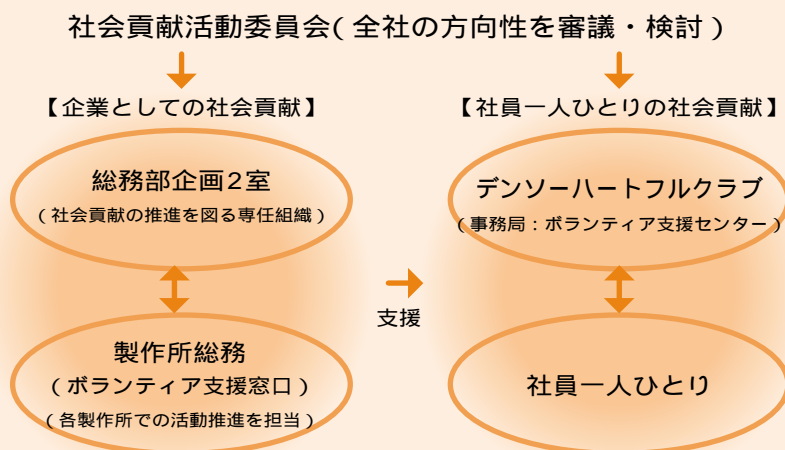 社会貢献活動委員会(全社の方向性を審議・検討)
【企業としての社会貢献】
【社員一人ひとりの社会貢献】
総務部企画2室
(社会貢献の推進を図る専任組織)
デンソーハートフルクラブ
(事務局:ボランティア支援センター)
支援
製作所総務
(ボランティア支援窓口)
(各製作所での活動推進を担当)
社員一人ひとり